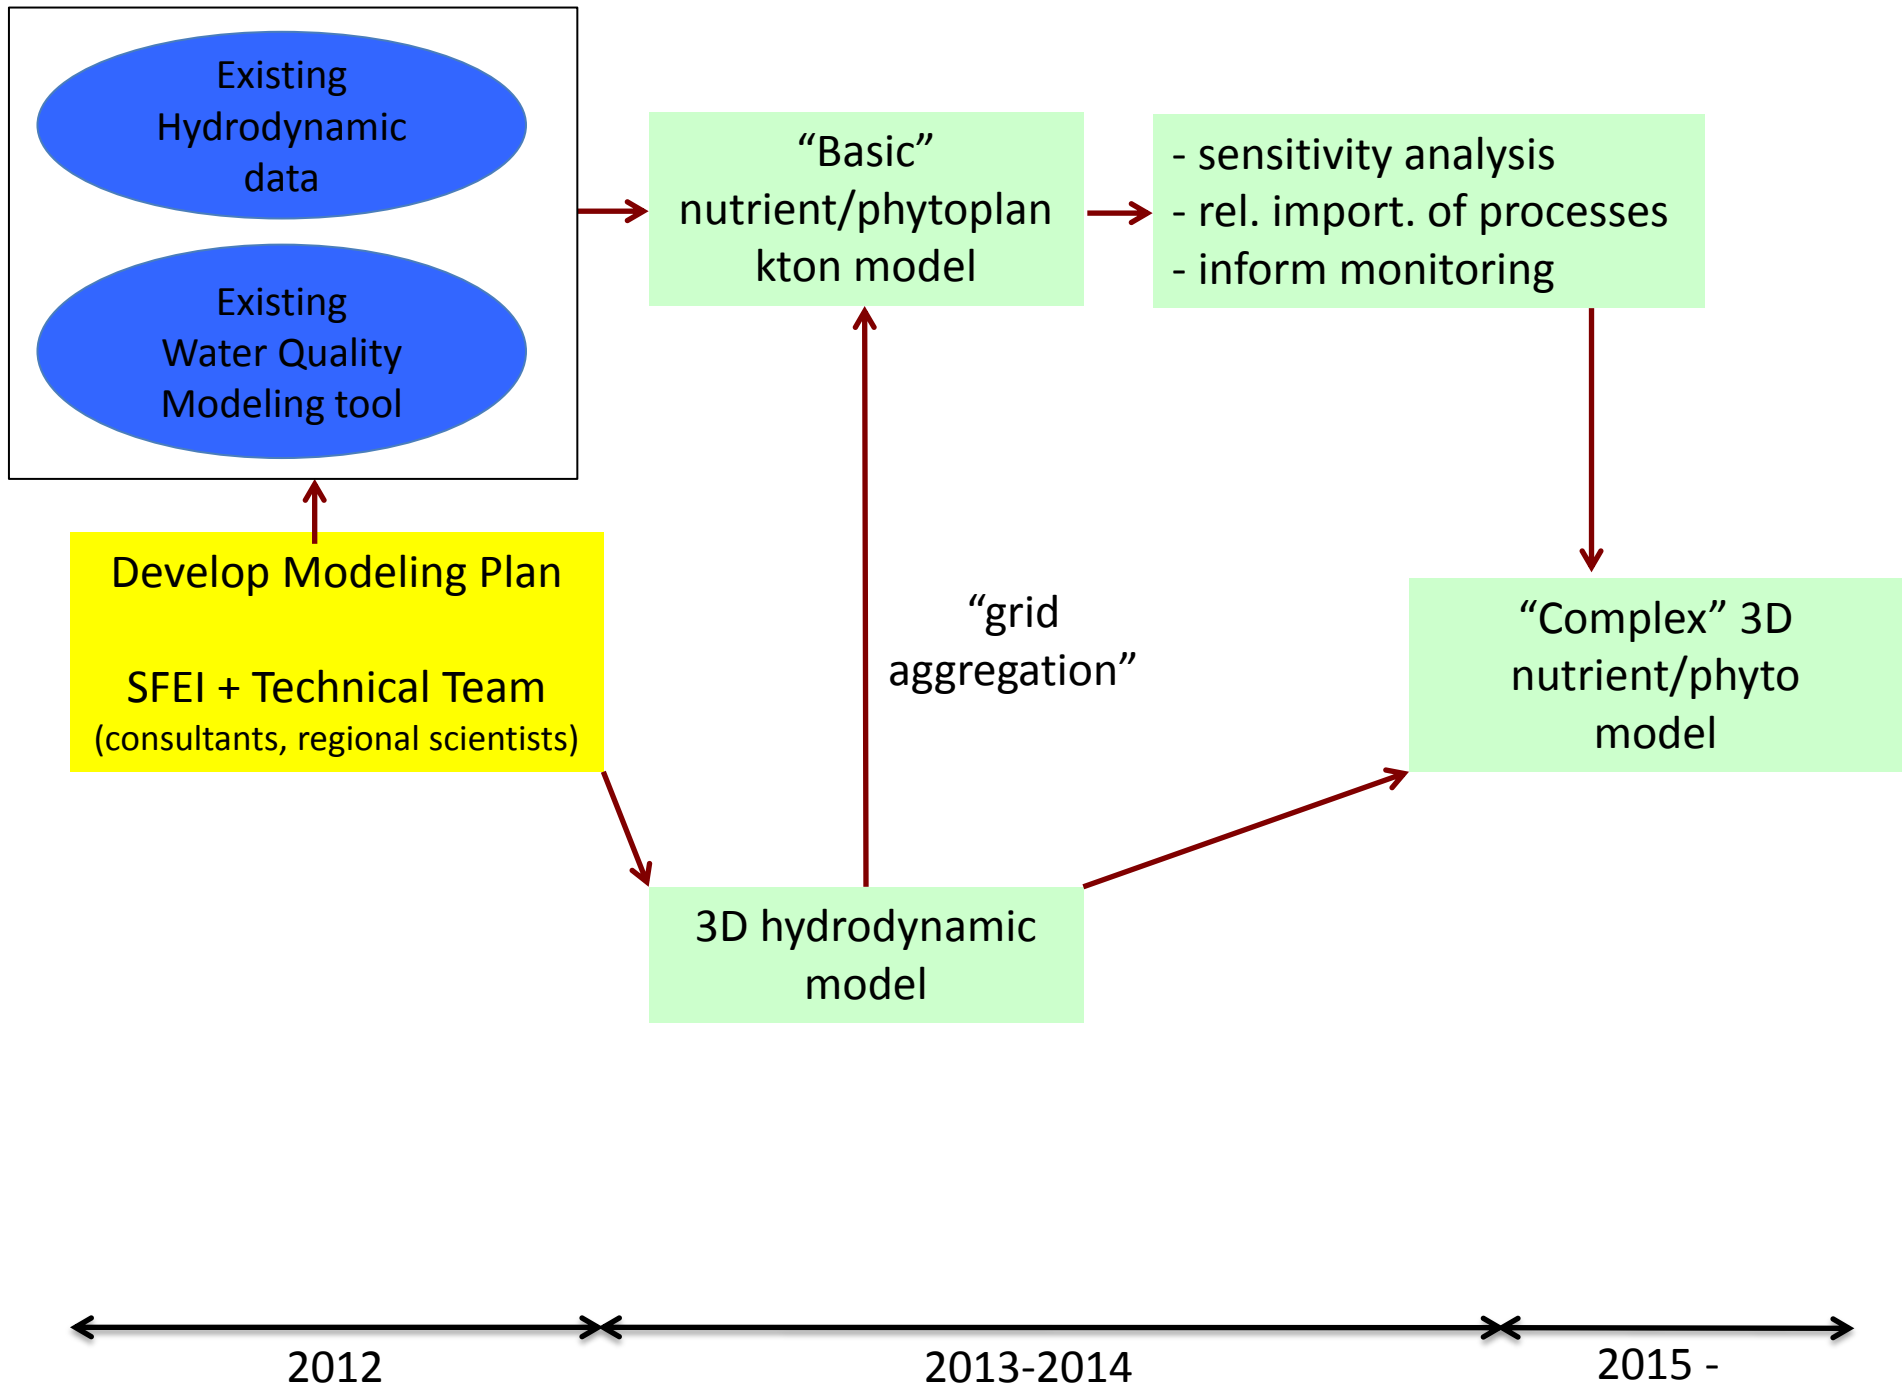 Existing
Hydrodynamic
data
Existing
Water Quality
Modeling tool
“Basic”
nutrient/phytoplan
kton model
- sensitivity analysis
- rel. import. of processes
- inform monitoring
Develop Modeling Plan
SFEI + Technical Team
(consultants, regional scientists)
“grid
aggregation”
“Complex” 3D
nutrient/phyto
model
3D hydrodynamic
model
2012
2013-2014
2015 -